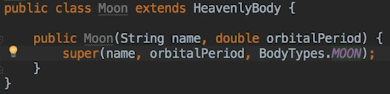 public class Moon extends HeavenlyBody {
public Moon(String name, double orbitalPeriod) {
super(name, orbitalPeriod, BodyTypes.MOON);
}
}